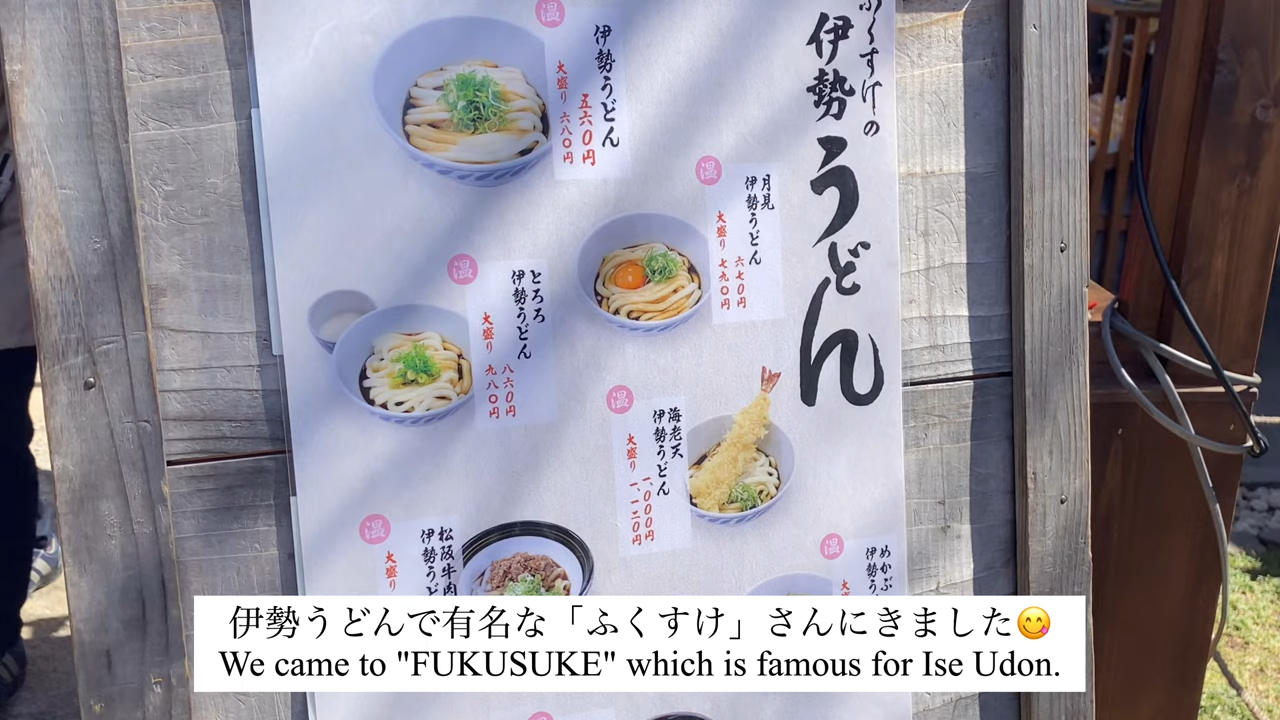 ふくすけの
伊勢うどん
温
伊勢うどん
五六〇円
大盛り 六八〇円
温
月見
伊勢うどん
六七〇円
大盛り 七九〇円
温
とろろ
伊勢うどん
八六〇円
大盛り 九八〇円
温
海老天
伊勢うどん
一、〇〇〇円
大盛り 一、一二〇円
温
めかぶ
伊勢う
温
松阪牛肉
伊勢うど
大盛り
伊勢うどんで有名な「ふくすけ」さんにきました😋
We came to "FUKUSUKE" which is famous for Ise Udon.